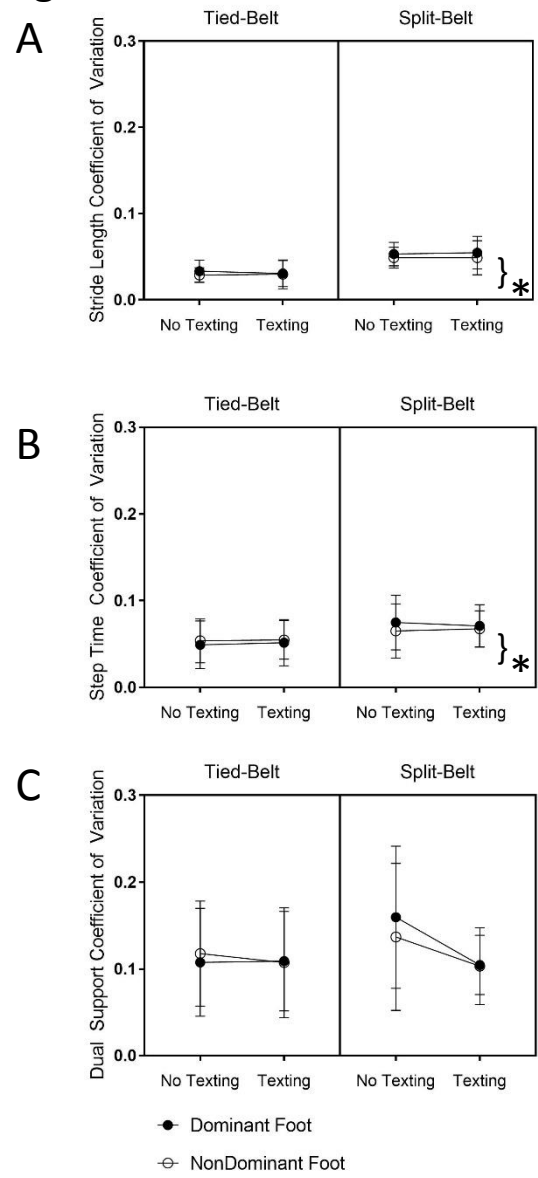 A
Tied-Belt Split-Belt
Stride Length Coefficient of Variation
0.3
0.2
0.1
0.0
No Texting Texting No Texting Texting
} *
B
Tied-Belt Split-Belt
Step Time Coefficient of Variation
0.3
0.2
0.1
0.0
No Texting Texting No Texting Texting
} *
C
Tied-Belt Split-Belt
Dual Support Coefficient of Variation
0.3
0.2
0.1
0.0
No Texting Texting No Texting Texting
Dominant Foot
NonDominant Foot